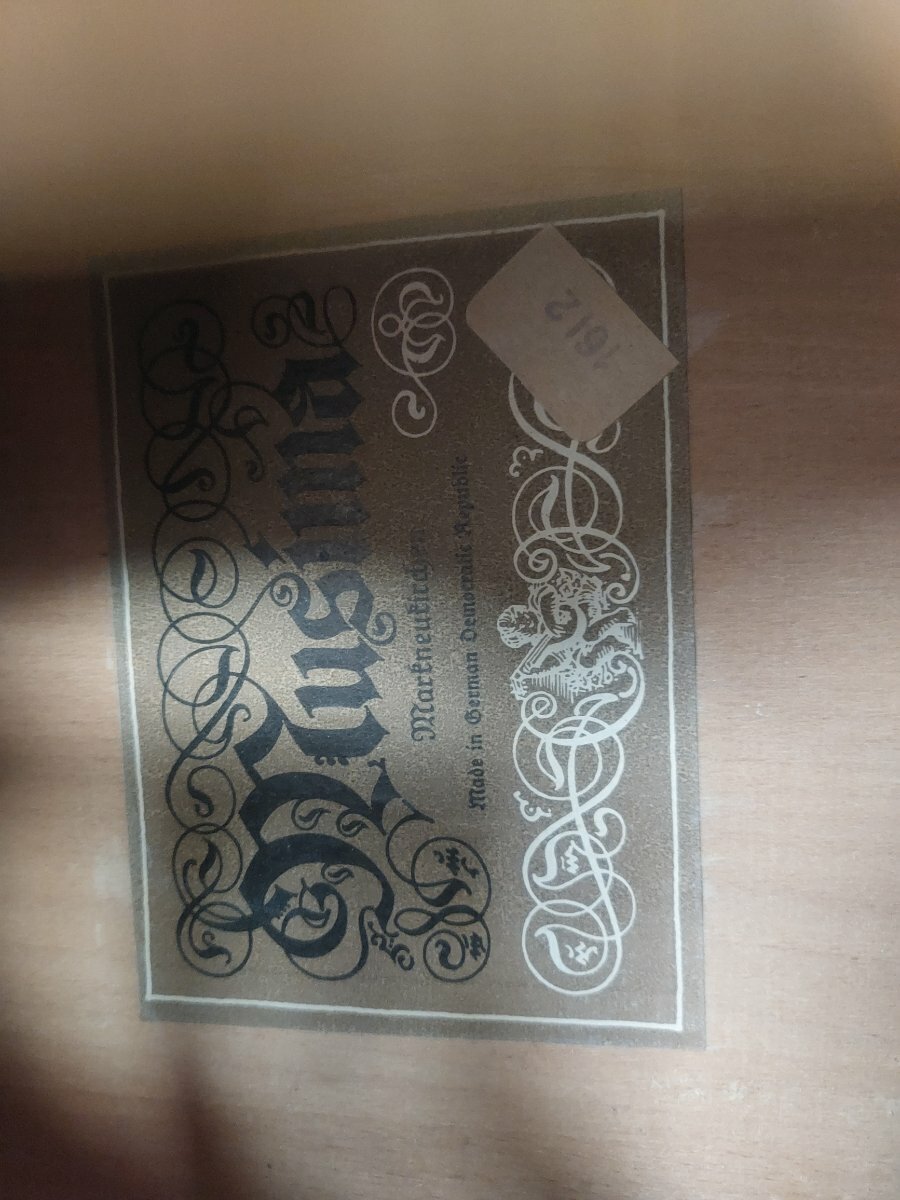 Musima
Markneukirchen
Made in German Democratic Republic
1612